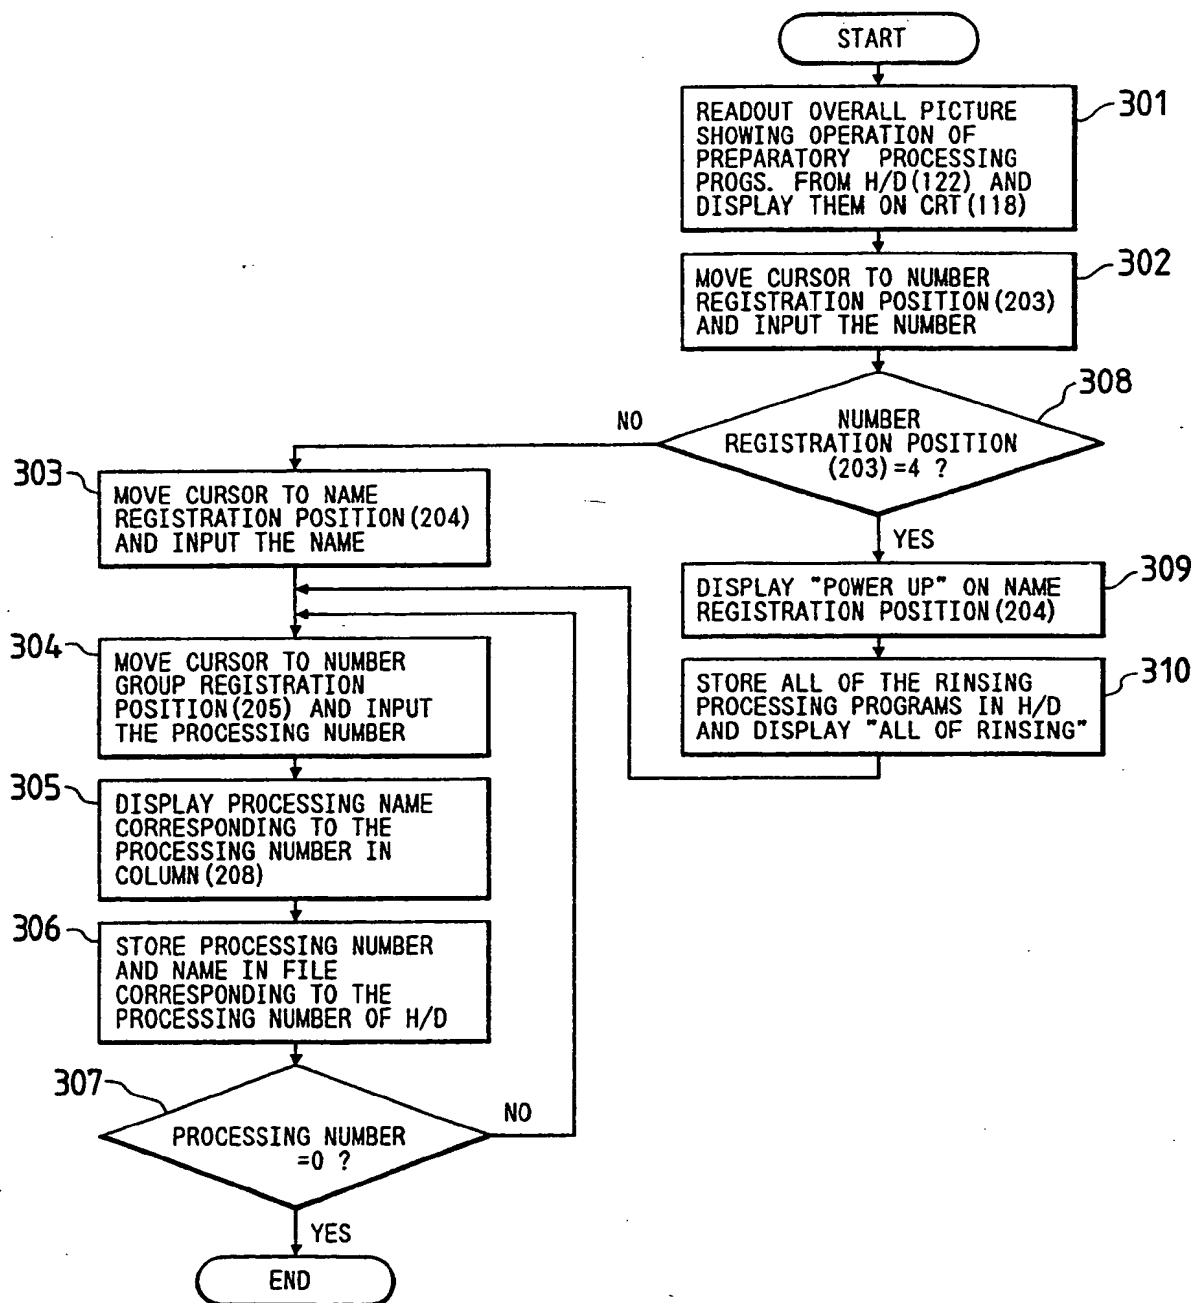 START
301
READOUT OVERALL PICTURE
SHOWING OPERATION OF
PREPARATORY PROCESSING
PROGS. FROM H/D(122) AND
DISPLAY THEM ON CRT(118)
302
MOVE CURSOR TO NUMBER
REGISTRATION POSITION(203)
AND INPUT THE NUMBER
308
NUMBER
REGISTRATION POSITION
(203)=4 ?
NO
YES
303
MOVE CURSOR TO NAME
REGISTRATION POSITION(204)
AND INPUT THE NAME
309
DISPLAY "POWER UP" ON NAME
REGISTRATION POSITION(204)
310
STORE ALL OF THE RINSING
PROCESSING PROGRAMS IN H/D
AND DISPLAY "ALL OF RINSING"
304
MOVE CURSOR TO NUMBER
GROUP REGISTRATION
POSITION(205) AND INPUT
THE PROCESSING NUMBER
305
DISPLAY PROCESSING NAME
CORRESPONDING TO THE
PROCESSING NUMBER IN
COLUMN(208)
306
STORE PROCESSING NUMBER
AND NAME IN FILE
CORRESPONDING TO THE
PROCESSING NUMBER OF H/D
307
PROCESSING NUMBER
=0 ?
NO
YES
END